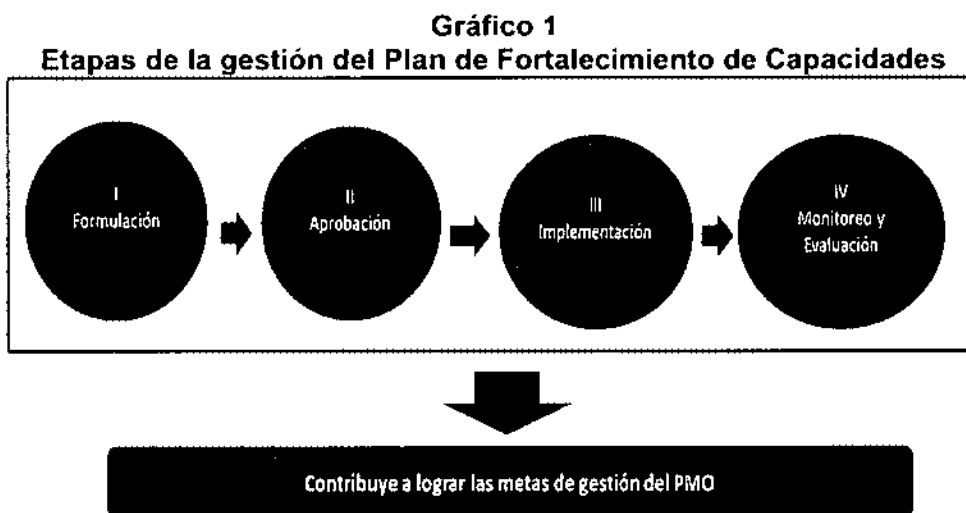 Gráfico 1
Etapas de la gestión del Plan de Fortalecimiento de Capacidades
I
Formulación
II
Aprobación
III
Implementación
IV
Monitoreo y
Evaluación
Contribuye a lograr las metas de gestión del PMO